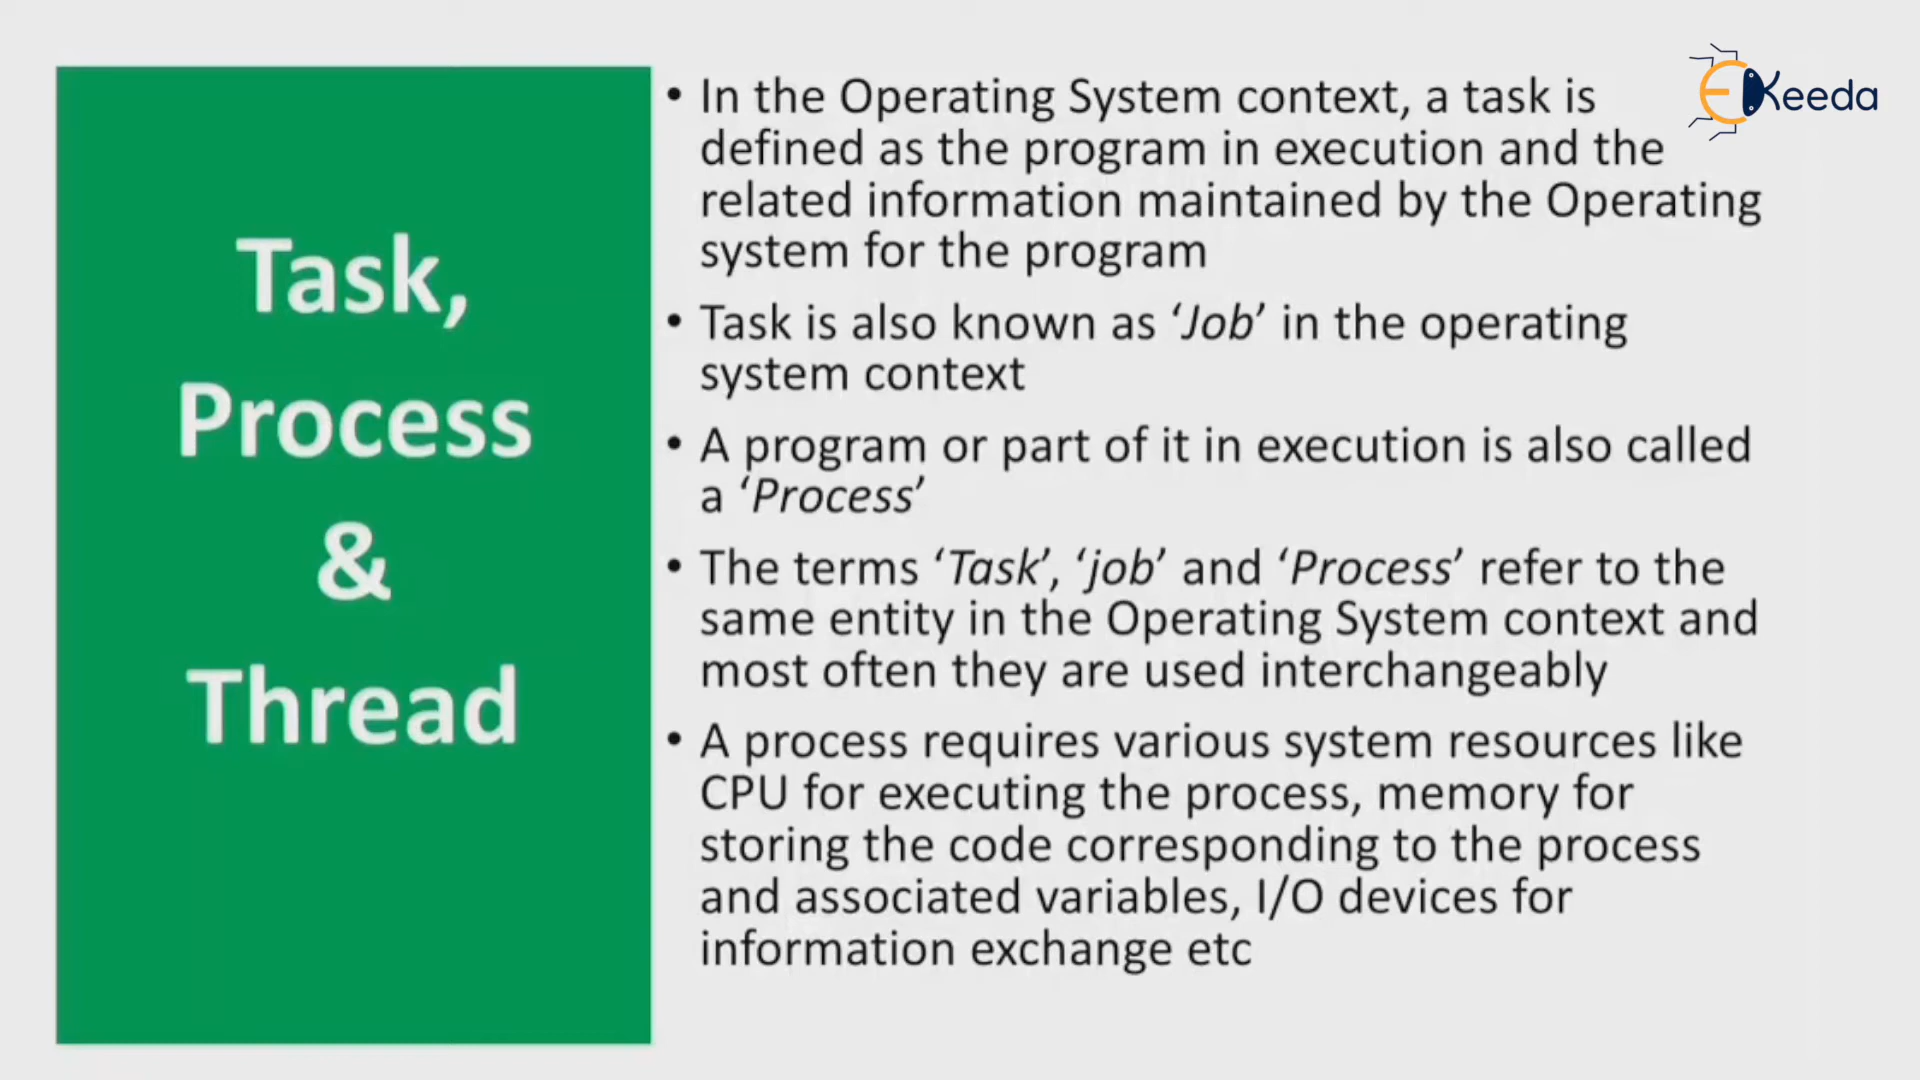 Task,
Process
&
Thread
• In the Operating System context, a task is
defined as the program in execution and the
related information maintained by the Operating
system for the program
• Task is also known as ‘Job’ in the operating
system context
• A program or part of it in execution is also called
a ‘Process’
• The terms ‘Task’, ‘job’ and ‘Process’ refer to the
same entity in the Operating System context and
most often they are used interchangeably
• A process requires various system resources like
CPU for executing the process, memory for
storing the code corresponding to the process
and associated variables, I/O devices for
information exchange etc
EKeeda